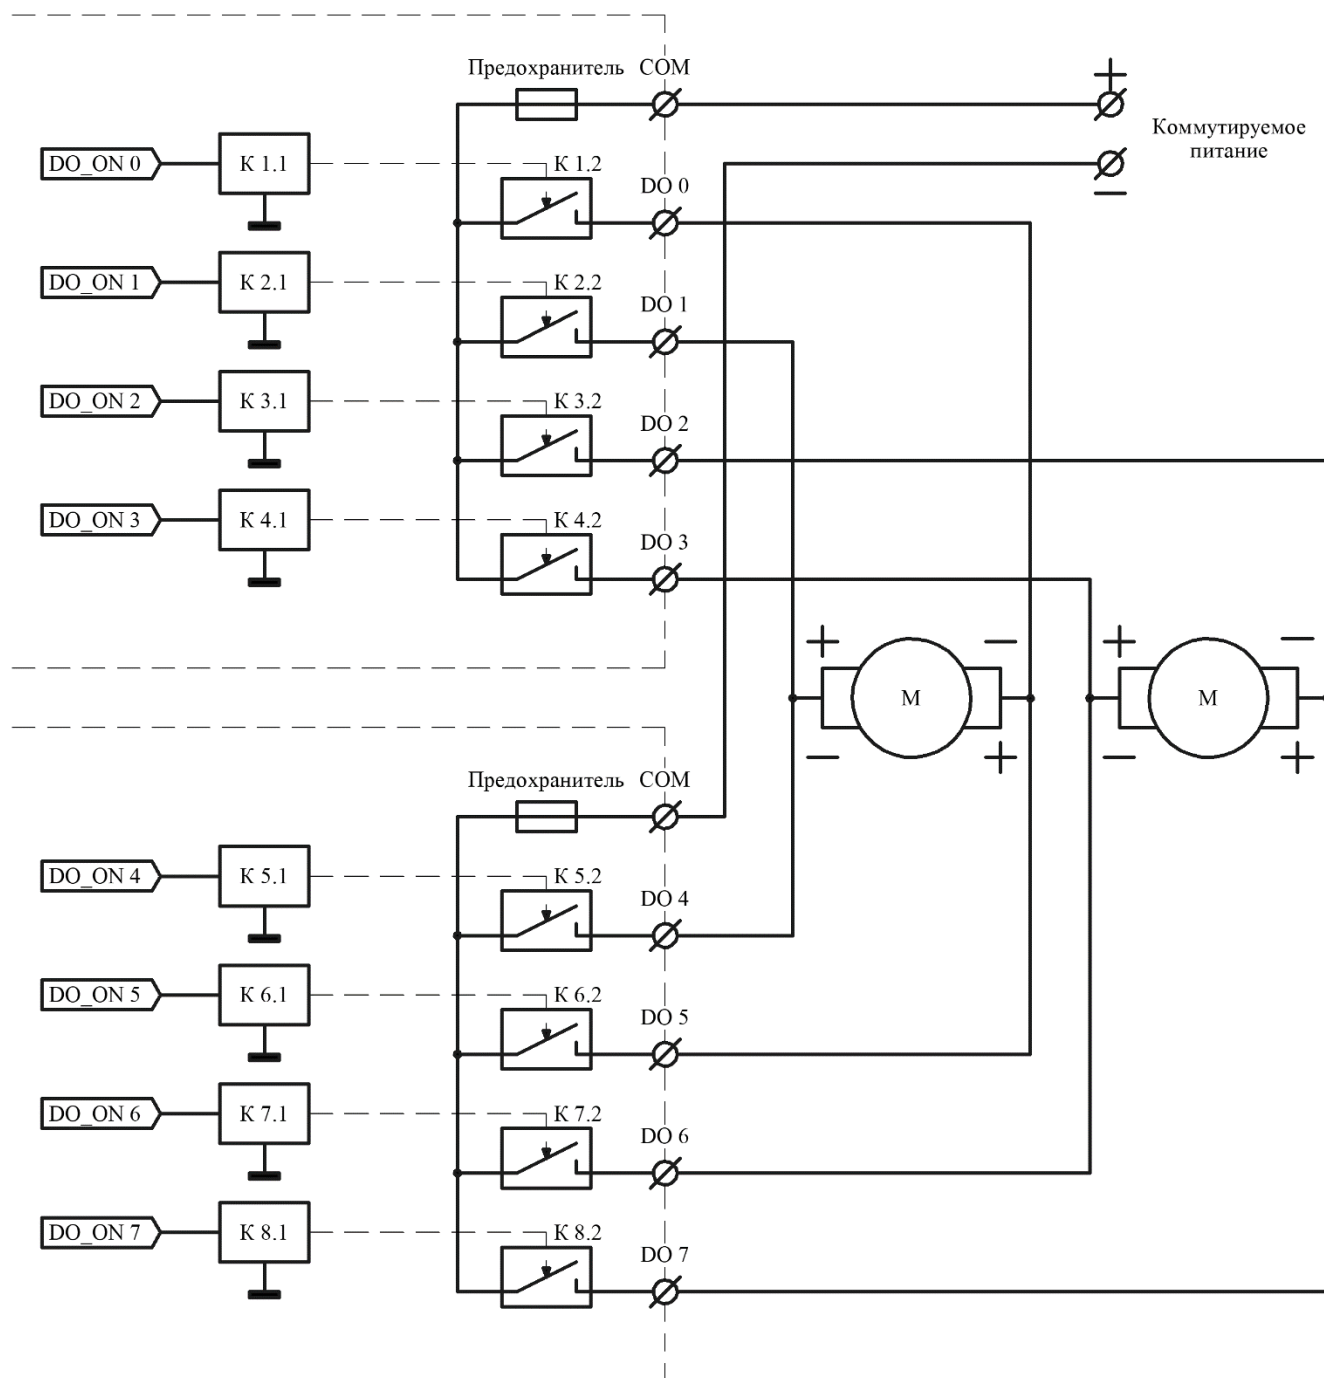 Предохранитель COM
+
Коммутируемое
питание
−
DO_ON 0 К 1.1 К 1.2 DO 0
DO_ON 1 К 2.1 К 2.2 DO 1
DO_ON 2 К 3.1 К 3.2 DO 2
DO_ON 3 К 4.1 К 4.2 DO 3
+ − + −
М М
− + − +
Предохранитель COM
DO_ON 4 К 5.1 К 5.2 DO 4
DO_ON 5 К 6.1 К 6.2 DO 5
DO_ON 6 К 7.1 К 7.2 DO 6
DO_ON 7 К 8.1 К 8.2 DO 7